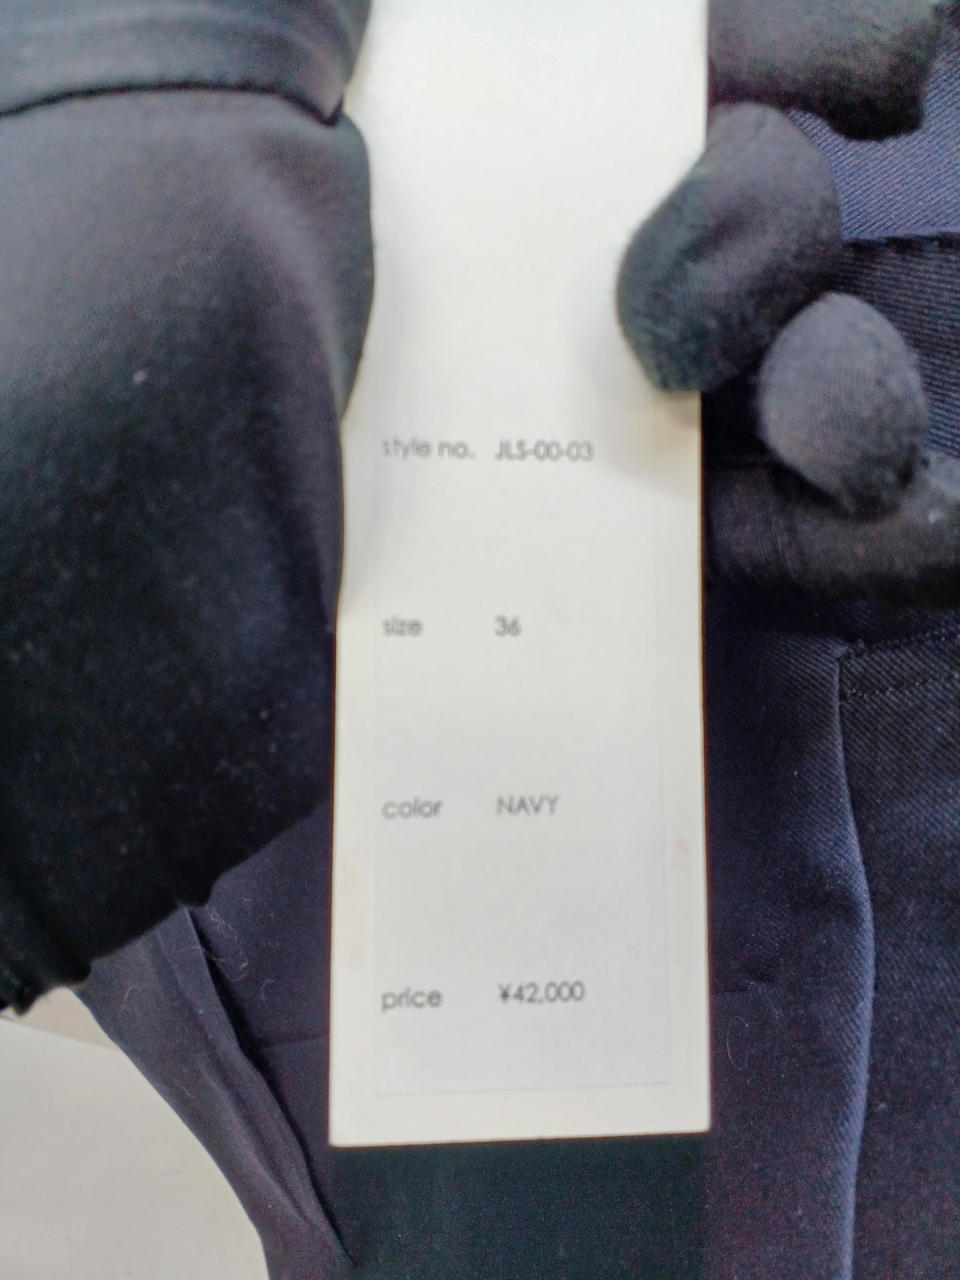 style no. JLS-00-03
size 36
color NAVY
price ¥42,000